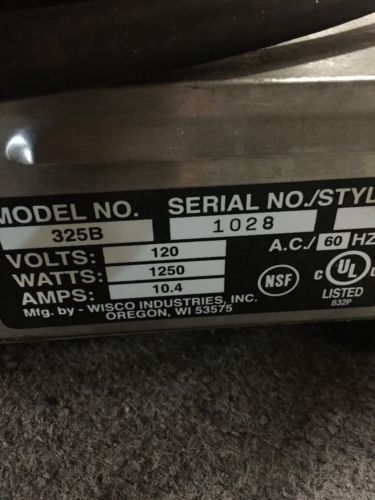 MODEL NO. SERIAL NO./STYL
325B 1028
VOLTS: 120 A.C./ 60 HZ
WATTS: 1250
AMPS: 10.4
NSF
C UL
LISTED
832P
Mfg. by - WISCO INDUSTRIES, INC.
OREGON, WI 53575